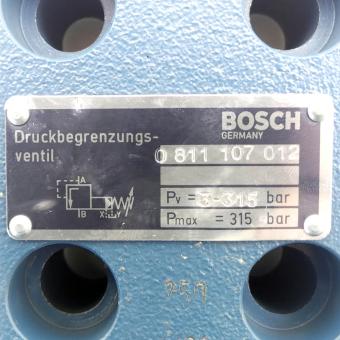 BOSCH
GERMANY
Druckbegrenzungs-
ventil
0 811 107 012
A
B X Y
Pv = 3-315 bar
Pmax = 315 bar